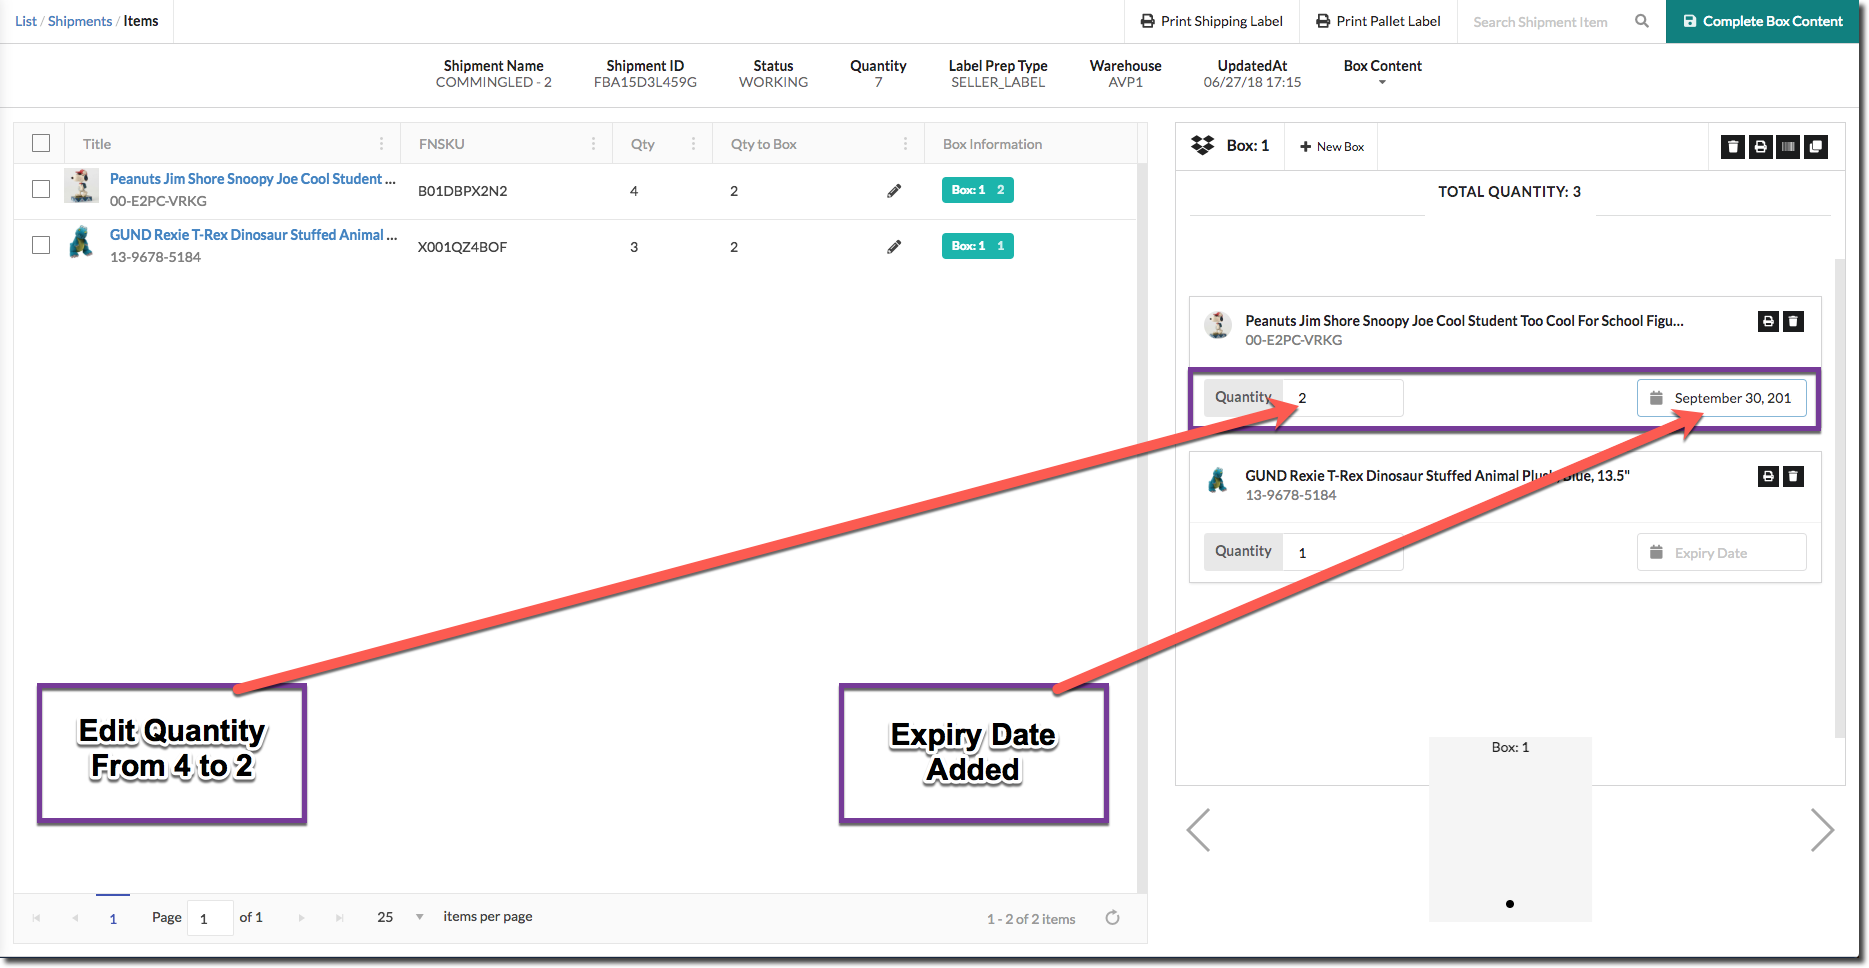 List / Shipments / Items
Print Shipping Label
Print Pallet Label
Search Shipment Item
Complete Box Content
Shipment Name
COMMINGLED - 2
Shipment ID
FBA15D3L459G
Status
WORKING
Quantity
7
Label Prep Type
SELLER_LABEL
Warehouse
AVP1
UpdatedAt
06/27/18 17:15
Box Content
Title
FNSKU
Qty
Qty to Box
Box Information
Peanuts Jim Shore Snoopy Joe Cool Student ...
00-E2PC-VRKG
B01DBPX2N2
4
2
Box: 1 2
GUND Rexie T-Rex Dinosaur Stuffed Animal ...
13-9678-5184
X001QZ4BOF
3
2
Box: 1 1
Edit Quantity
From 4 to 2
Expiry Date
Added
1
Page 1 of 1
25 items per page
1 - 2 of 2 items
Box: 1
+ New Box
TOTAL QUANTITY: 3
Peanuts Jim Shore Snoopy Joe Cool Student Too Cool For School Figu...
00-E2PC-VRKG
Quantity 2
September 30, 201
GUND Rexie T-Rex Dinosaur Stuffed Animal Blue, 13.5"
13-9678-5184
Quantity 1
Expiry Date
Box: 1